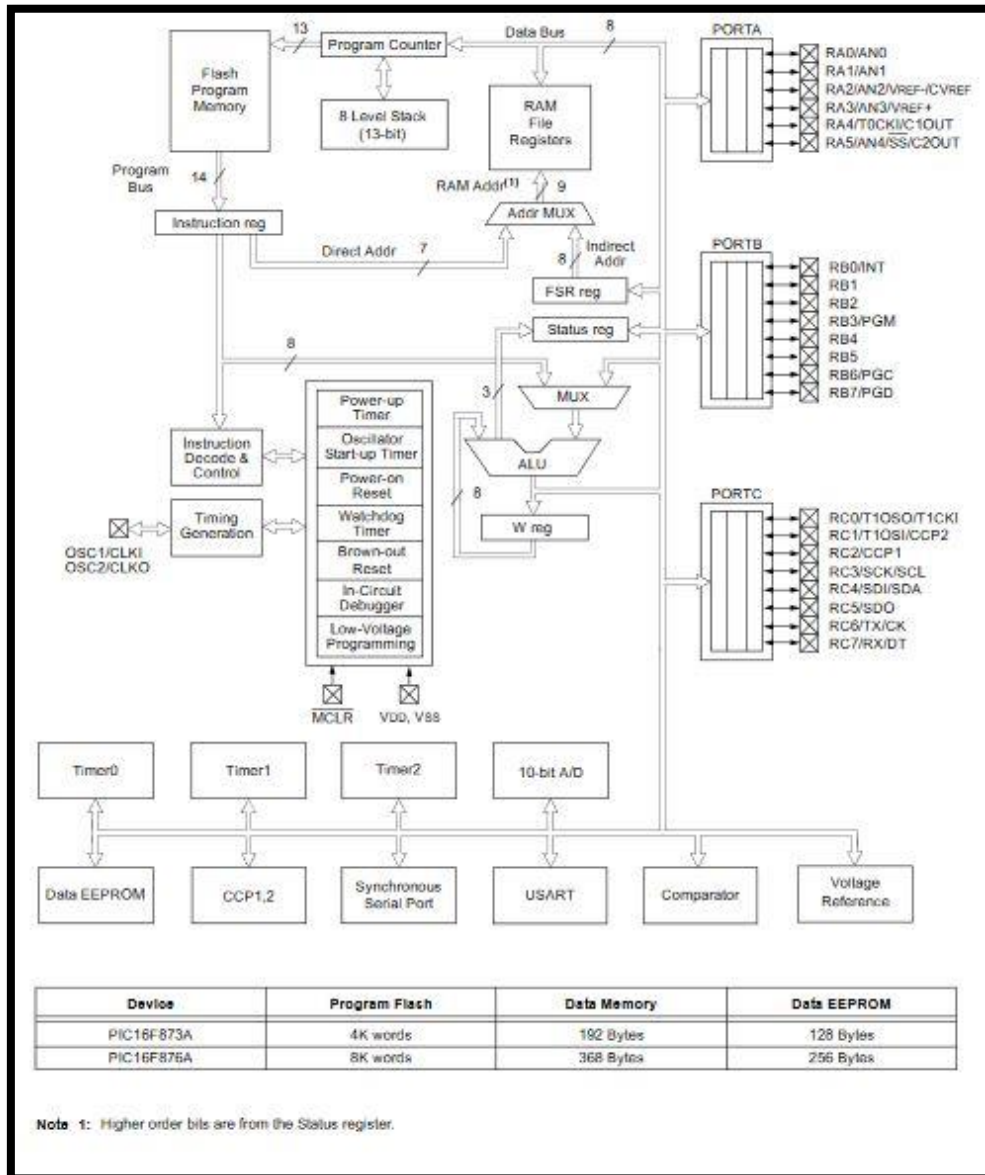 13
Program Counter
Data Bus
8
PORTA
Flash
Program
Memory
8 Level Stack
(13-bit)
RAM
File
Registers
RA0/AN0
RA1/AN1
RA2/AN2/VREF-/CVREF
RA3/AN3/VREF+
RA4/T0CKI/C1OUT
RA5/AN4/SS/C2OUT
Program
Bus
14
RAM Addr(1)
9
Addr MUX
Instruction reg
Direct Addr
7
8
Indirect
Addr
FSR reg
Status reg
PORTB
RB0/INT
RB1
RB2
RB3/PGM
RB4
RB5
RB6/PGC
RB7/PGD
8
3
MUX
ALU
8
W reg
Instruction
Decode &
Control
Timing
Generation
OSC1/CLKI
OSC2/CLKO
Power-up
Timer
Oscillator
Start-up Timer
Power-on
Reset
Watchdog
Timer
Brown-out
Reset
In-Circuit
Debugger
Low-Voltage
Programming
MCLR
VDD, VSS
PORTC
RC0/T1OSO/T1CKI
RC1/T1OSI/CCP2
RC2/CCP1
RC3/SCK/SCL
RC4/SDI/SDA
RC5/SDO
RC6/TX/CK
RC7/RX/DT
Timer0
Timer1
Timer2
10-bit A/D
Data EEPROM
CCP1,2
Synchronous
Serial Port
USART
Comparator
Voltage
Reference
Device Program Flash Data Memory Data EEPROM
PIC16F873A 4K words 192 Bytes 128 Bytes
PIC16F876A 8K words 368 Bytes 256 Bytes
Note 1: Higher order bits are from the Status register.